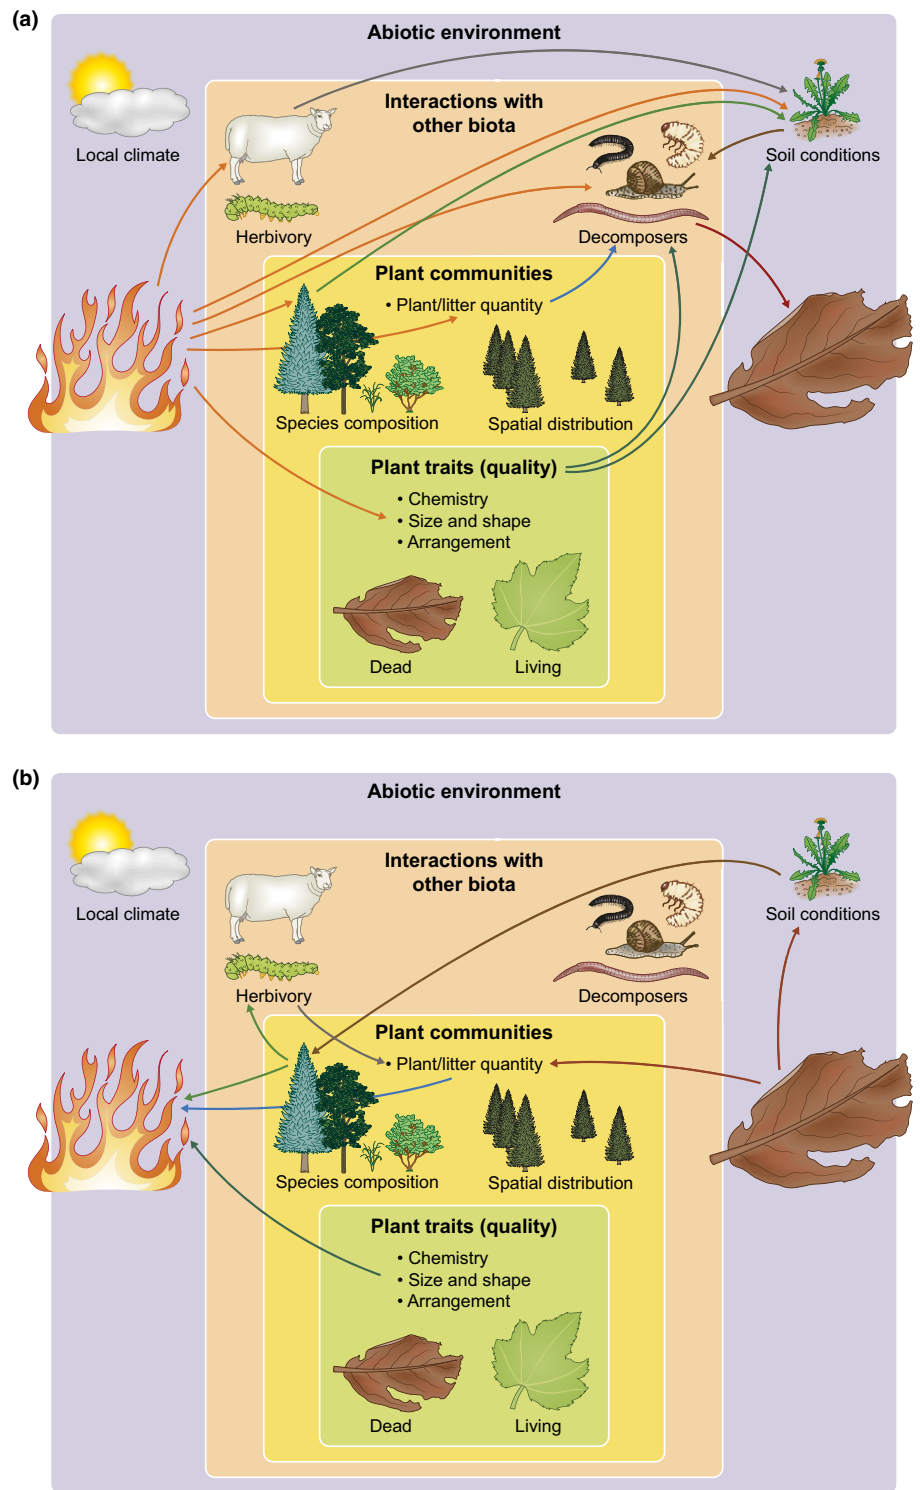 (a)
Abiotic environment
Interactions with
other biota
Local climate
Soil conditions
Herbivory
Decomposers
Plant communities
• Plant/litter quantity
Species composition
Spatial distribution
Plant traits (quality)
• Chemistry
• Size and shape
• Arrangement
Dead
Living
(b)
Abiotic environment
Interactions with
other biota
Local climate
Soil conditions
Herbivory
Decomposers
Plant communities
• Plant/litter quantity
Species composition
Spatial distribution
Plant traits (quality)
• Chemistry
• Size and shape
• Arrangement
Dead
Living